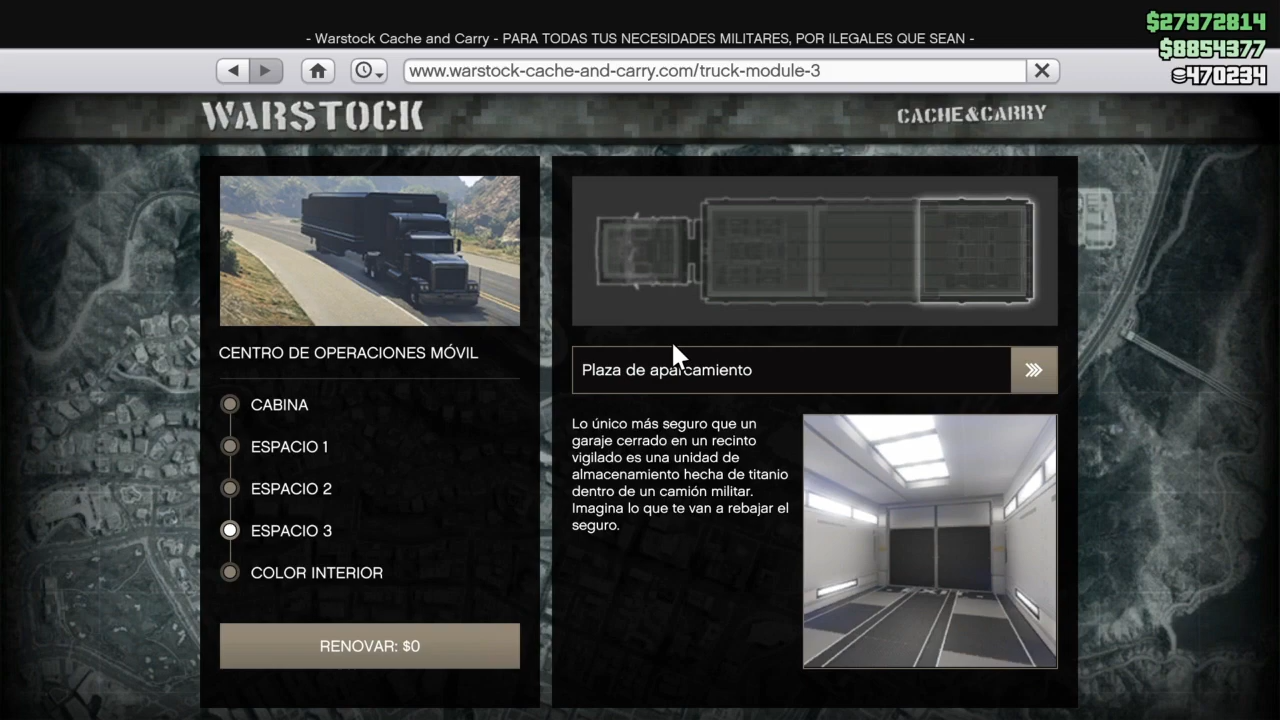 - Warstock Cache and Carry - PARA TODAS TUS NECESIDADES MILITARES, POR ILEGALES QUE SEAN -
$27972814
$8854377
470234
www.warstock-cache-and-carry.com/truck-module-3
WARSTOCK
CACHE&CARRY
CENTRO DE OPERACIONES MÓVIL
CABINA
ESPACIO 1
ESPACIO 2
ESPACIO 3
COLOR INTERIOR
RENOVAR: $0
Plaza de aparcamiento
Lo único más seguro que un
garaje cerrado en un recinto
vigilado es una unidad de
almacenamiento hecha de titanio
dentro de un camión militar.
Imagina lo que te van a rebajar el
seguro.